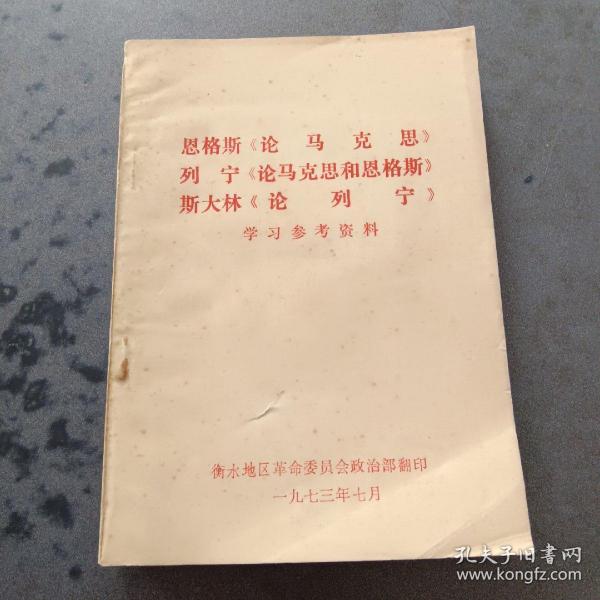 恩格斯《论马克思》
列宁《论马克思和恩格斯》
斯大林《论列宁》
学习参考资料
衡水地区革命委员会政治部翻印
一九七三年七月
孔夫子旧書网
www.kongfz.com